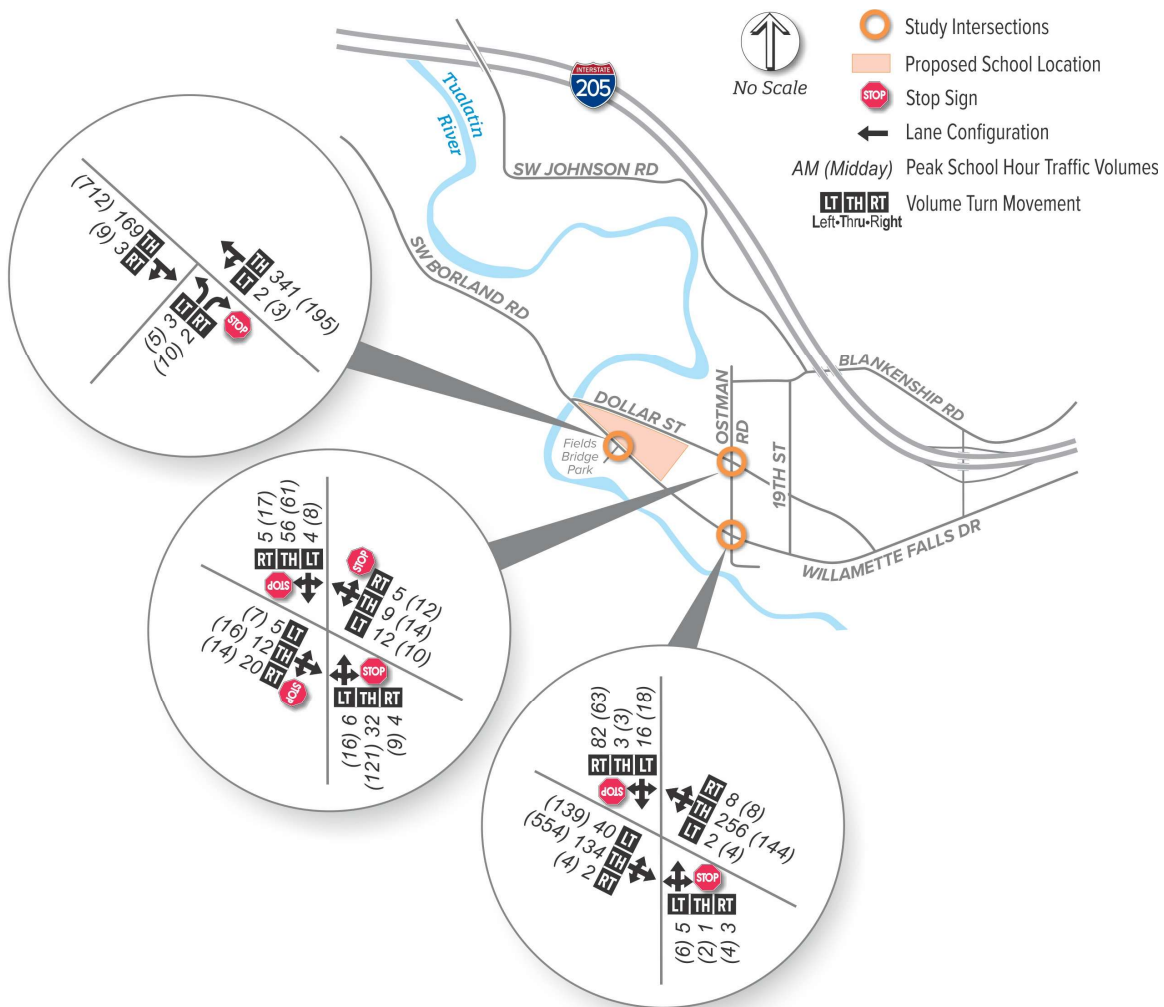 No Scale
Study Intersections
Proposed School Location
STOP
Stop Sign
Lane Configuration
AM (Midday)
Peak School Hour Traffic Volumes
LT TH RT
Left•Thru•Right
Volume Turn Movement
INTERSTATE
205
Tualatin
River
SW JOHNSON RD
SW BORLAND RD
DOLLAR ST
OSTMAN
RD
19TH ST
BLANKENSHIP RD
WILLAMETTE FALLS DR
Fields
Bridge
Park
(712) 169 TH
(9) 3 RT
TH 341 (195)
LT 2 (3)
(5) 3 LT
(10) 2 RT
STOP
5 (17)
56 (61)
4 (8)
RT TH LT
STOP
STOP
RT 5 (12)
TH 9 (14)
LT 12 (10)
(7) 5 LT
(16) 12 TH
(14) 20 RT
STOP
STOP
LT TH RT
(16) 6
(121) 32
(9) 4
82 (63)
3 (3)
16 (18)
RT TH LT
STOP
RT 8 (8)
TH 256 (144)
LT 2 (4)
(139) 40 LT
(554) 134 TH
(4) 2 RT
STOP
LT TH RT
(6) 5
(2) 1
(4) 3